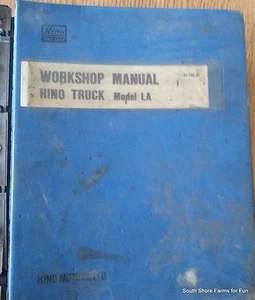 Hino
WORKSHOP MANUAL
HINO TRUCK Model LA
HINO MOTORS, LTD
South Shore Farms for Fun